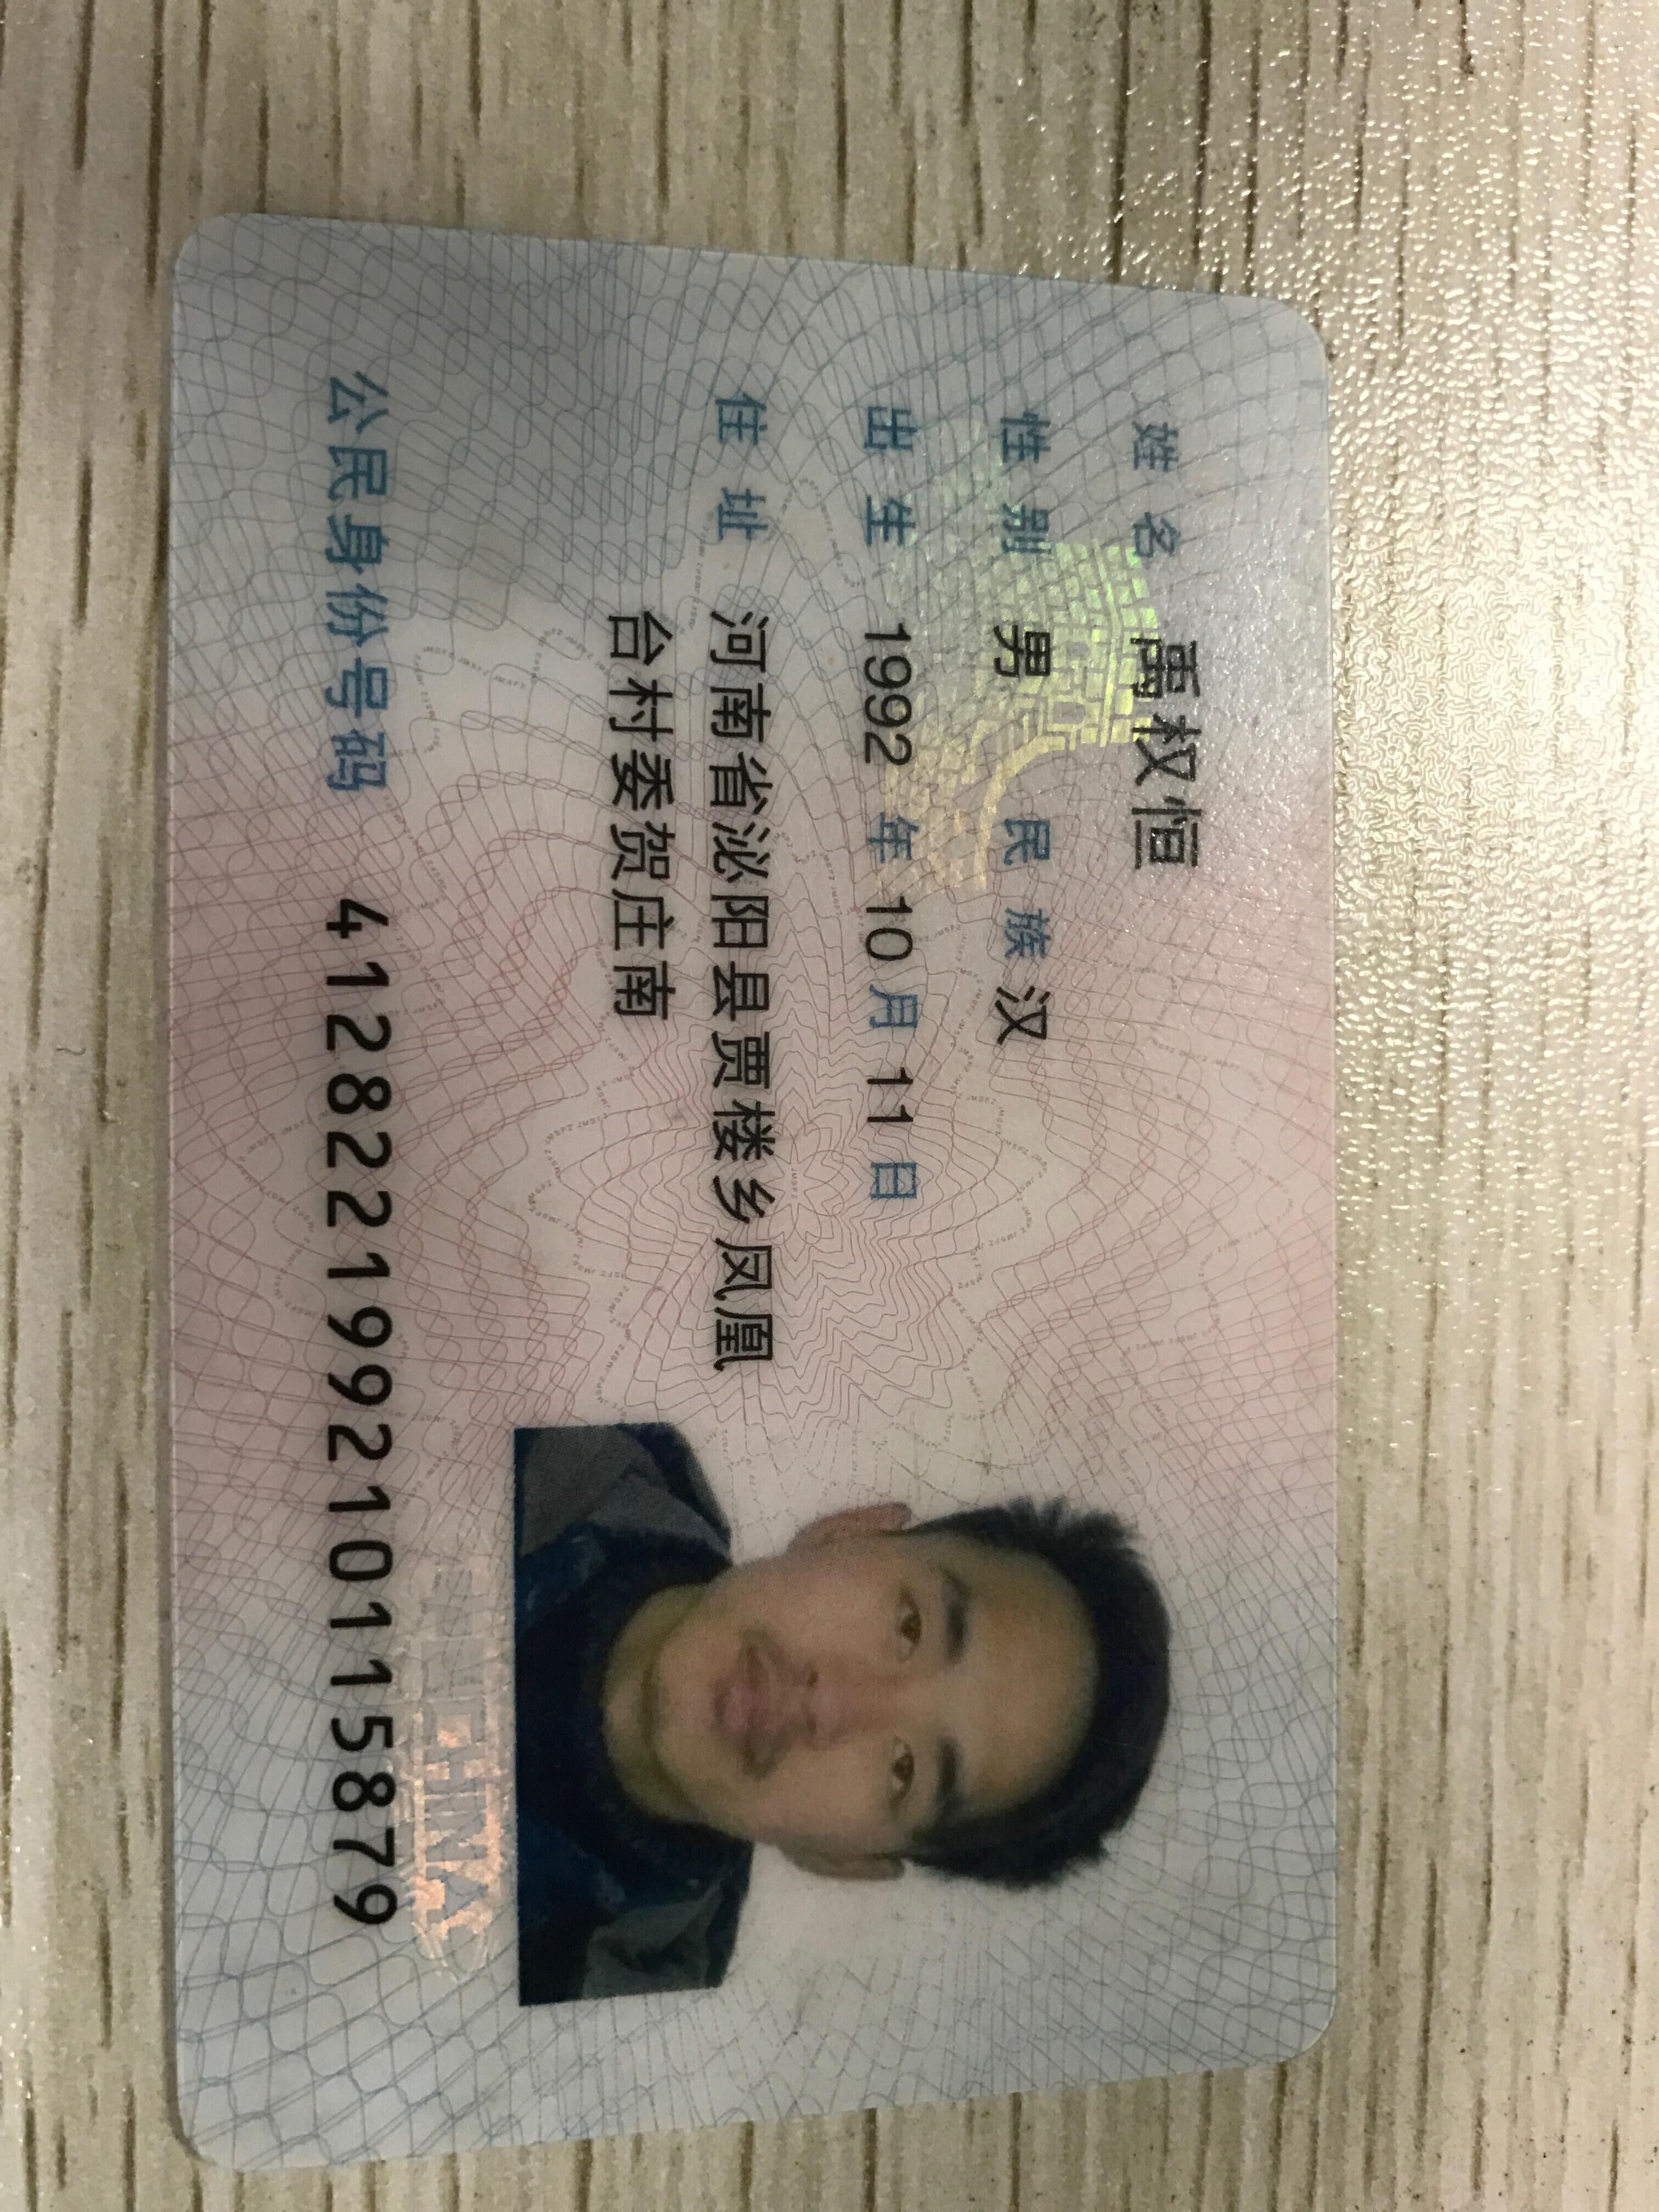 姓名 禹权恒
性别 男 民族 汉
出生 1992 年 10 月 11 日
住址 河南省泌阳县贾楼乡凤凰
台村委贺庄南
公民身份号码 412822199210115879
CHINA